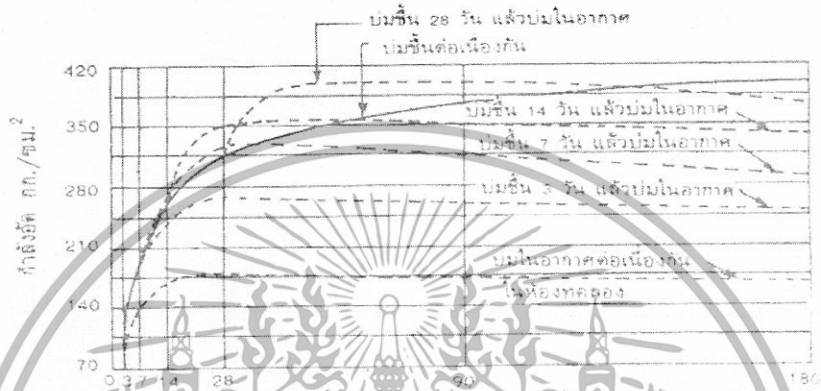 บ่มชื้น 28 วัน แล้วบ่มในอากาศ
บ่มชื้นต่อเนื่องกัน
420
350
280
210
140
70
กำลังอัด กก./ซม.²
บ่มชื้น 14 วัน แล้วบ่มในอากาศ
บ่มชื้น 7 วัน แล้วบ่มในอากาศ
บ่มชื้น 3 วัน แล้วบ่มในอากาศ
บ่มในอากาศต่อเนื่องกัน
ในห้องทดลอง
0 3 7 14 28 90 180